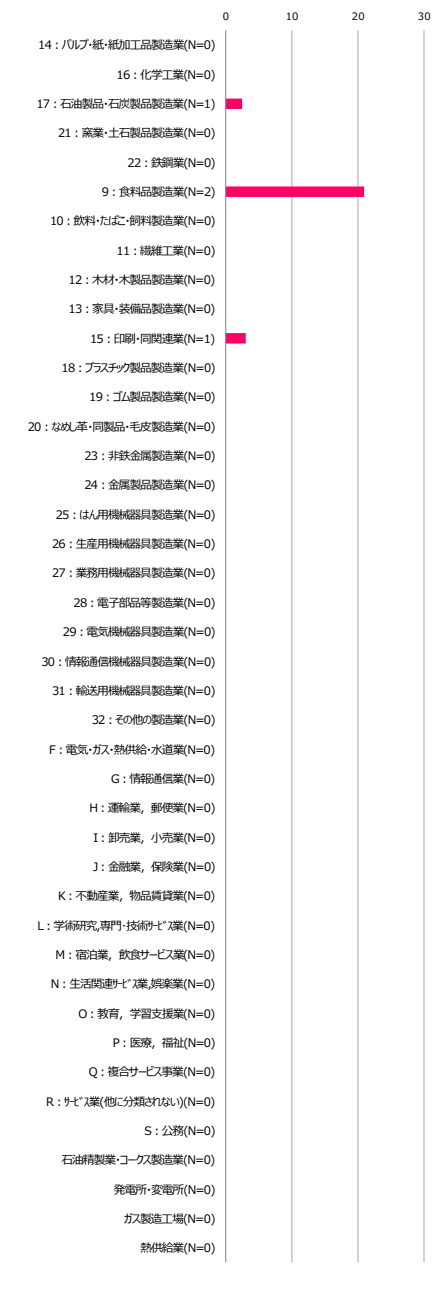 0 10 20 30
14：パルプ・紙・紙加工品製造業(N=0)
16：化学工業(N=0)
17：石油製品・石炭製品製造業(N=1)
21：窯業・土石製品製造業(N=0)
22：鉄鋼業(N=0)
9：食料品製造業(N=2)
10：飲料・たばこ・飼料製造業(N=0)
11：繊維工業(N=0)
12：木材・木製品製造業(N=0)
13：家具・装備品製造業(N=0)
15：印刷・同関連業(N=1)
18：プラスチック製品製造業(N=0)
19：ゴム製品製造業(N=0)
20：なめし革・同製品・毛皮製造業(N=0)
23：非鉄金属製造業(N=0)
24：金属製品製造業(N=0)
25：はん用機械器具製造業(N=0)
26：生産用機械器具製造業(N=0)
27：業務用機械器具製造業(N=0)
28：電子部品等製造業(N=0)
29：電気機械器具製造業(N=0)
30：情報通信機械器具製造業(N=0)
31：輸送用機械器具製造業(N=0)
32：その他の製造業(N=0)
F：電気・ガス・熱供給・水道業(N=0)
G：情報通信業(N=0)
H：運輸業，郵便業(N=0)
I：卸売業，小売業(N=0)
J：金融業，保険業(N=0)
K：不動産業，物品賃貸業(N=0)
L：学術研究,専門･技術ｻｰﾋﾞｽ業(N=0)
M：宿泊業，飲食サービス業(N=0)
N：生活関連ｻｰﾋﾞｽ業,娯楽業(N=0)
O：教育，学習支援業(N=0)
P：医療，福祉(N=0)
Q：複合サービス事業(N=0)
R：ｻｰﾋﾞｽ業(他に分類されない)(N=0)
S：公務(N=0)
石油精製業・コークス製造業(N=0)
発電所・変電所(N=0)
ガス製造工場(N=0)
熱供給業(N=0)